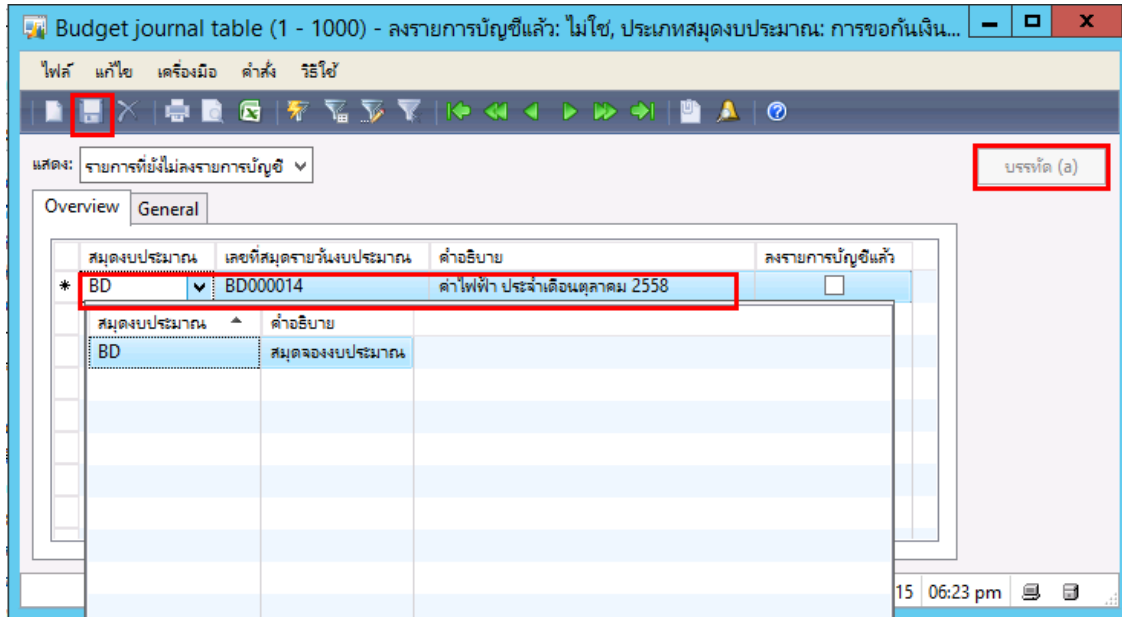 Budget journal table (1 - 1000) - ลงรายการบัญชีแล้ว: ไม่ใช่, ประเภทสมุดงบประมาณ: การขอกันเงิน...
ไฟล์ แก้ไข เครื่องมือ คำสั่ง วิธีใช้
แสดง: รายการที่ยังไม่ลงรายการบัญชี บรรทัด (a)
Overview General
สมุดงบประมาณ เลขที่สมุดรายวันงบประมาณ คำอธิบาย ลงรายการบัญชีแล้ว
* BD BD000014 ค่าไฟฟ้า ประจำเดือนตุลาคม 2558
สมุดงบประมาณ คำอธิบาย
BD สมุดจองงบประมาณ
15 06:23 pm